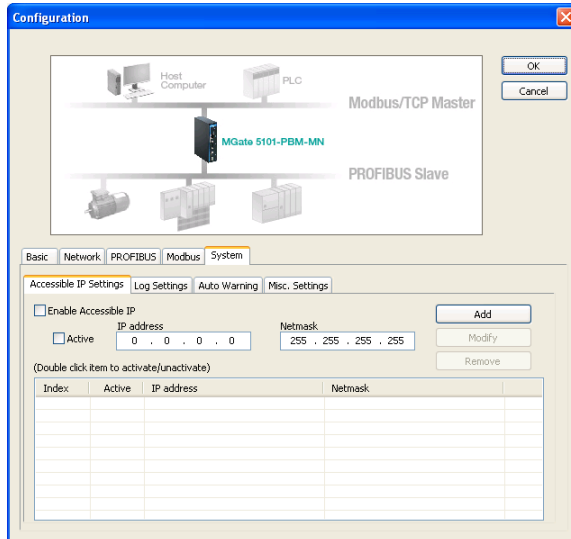 Configuration
OK
Cancel
Host
Computer
PLC
Modbus/TCP Master
MGate 5101-PBM-MN
PROFIBUS Slave
Basic Network PROFIBUS Modbus System
Accessible IP Settings Log Settings Auto Warning Misc. Settings
Enable Accessible IP
Add
IP address Netmask
Active 0 . 0 . 0 . 0 255 . 255 . 255 . 255 Modify
Remove
(Double click item to activate/unactivate)
Index Active IP address Netmask